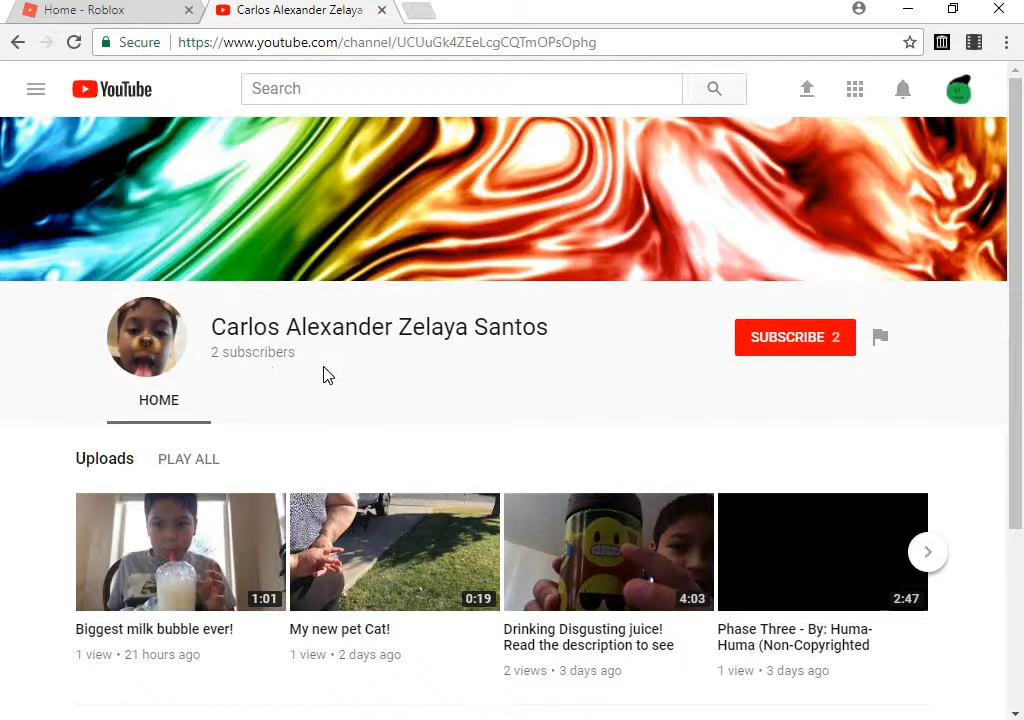 Home - Roblox
Carlos Alexander Zelaya
Secure
https://www.youtube.com/channel/UCUuGk4ZEeLcgCQTmOPsOphg
YouTube
Search
Carlos Alexander Zelaya Santos
2 subscribers
SUBSCRIBE 2
HOME
Uploads PLAY ALL
1:01
0:19
4:03
2:47
Biggest milk bubble ever!
1 view • 21 hours ago
My new pet Cat!
1 view • 2 days ago
Drinking Disgusting juice!
Read the description to see
2 views • 3 days ago
Phase Three - By: Huma-
Huma (Non-Copyrighted
1 view • 3 days ago